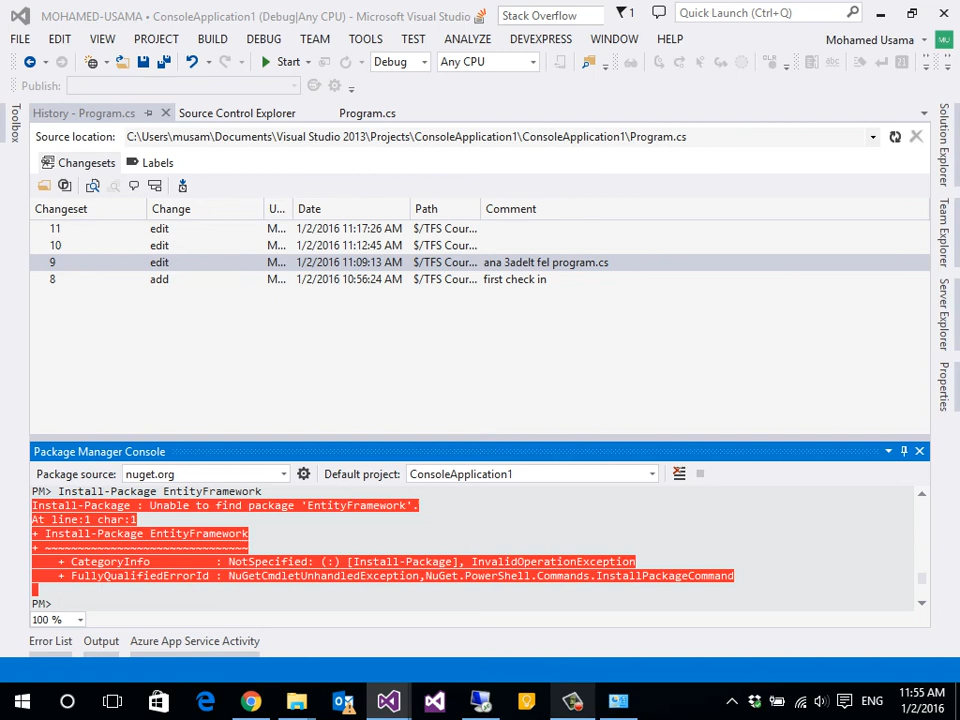 MOHAMED-USAMA - ConsoleApplication1 (Debug|Any CPU) - Microsoft Visual Studio Stack Overflow 1 Quick Launch (Ctrl+Q)
FILE EDIT VIEW PROJECT BUILD DEBUG TEAM TOOLS TEST ANALYZE DEVEXPRESS WINDOW HELP Mohamed Usama MU
Start Debug Any CPU
Publish:
History - Program.cs Source Control Explorer Program.cs
Toolbox
Source location: C:\Users\musam\Documents\Visual Studio 2013\Projects\ConsoleApplication1\ConsoleApplication1\Program.cs
Changesets Labels
Changeset Change U... Date Path Comment
11 edit M... 1/2/2016 11:17:26 AM $/TFS Cour...
10 edit M... 1/2/2016 11:12:45 AM $/TFS Cour...
9 edit M... 1/2/2016 11:09:13 AM $/TFS Cour... ana 3adelt fel program.cs
8 add M... 1/2/2016 10:56:24 AM $/TFS Cour... first check in
Solution Explorer
Team Explorer
Server Explorer
Properties
Package Manager Console
Package source: nuget.org Default project: ConsoleApplication1
PM> Install-Package EntityFramework
Install-Package : Unable to find package 'EntityFramework'.
At line:1 char:1
+ Install-Package EntityFramework
+ ~~~~~~~~~~~~~~~~~~~~~~~~~~~~~~~
+ CategoryInfo : NotSpecified: (:) [Install-Package], InvalidOperationException
+ FullyQualifiedErrorId : NuGetCmdletUnhandledException,NuGet.PowerShell.Commands.InstallPackageCommand
PM>
100 %
Error List Output Azure App Service Activity
ENG 11:55 AM
1/2/2016